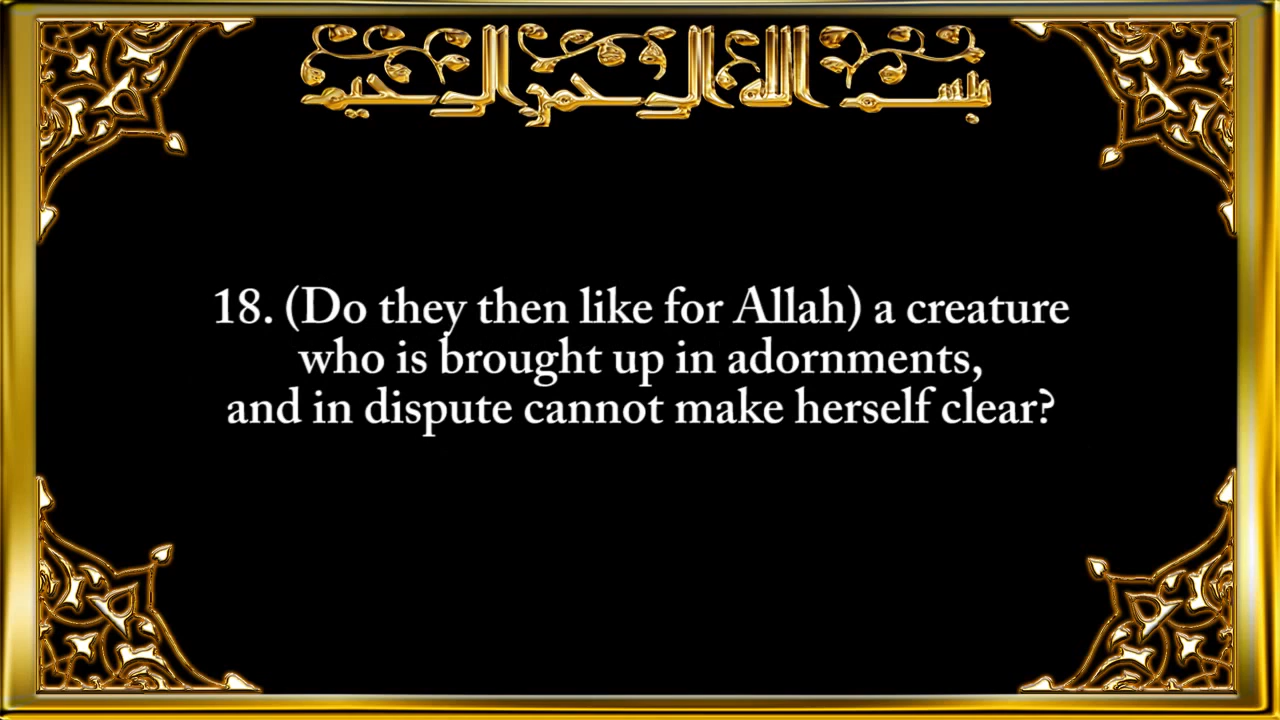 بسم الله الرحمن الرحيم
18. (Do they then like for Allah) a creature
who is brought up in adornments,
and in dispute cannot make herself clear?